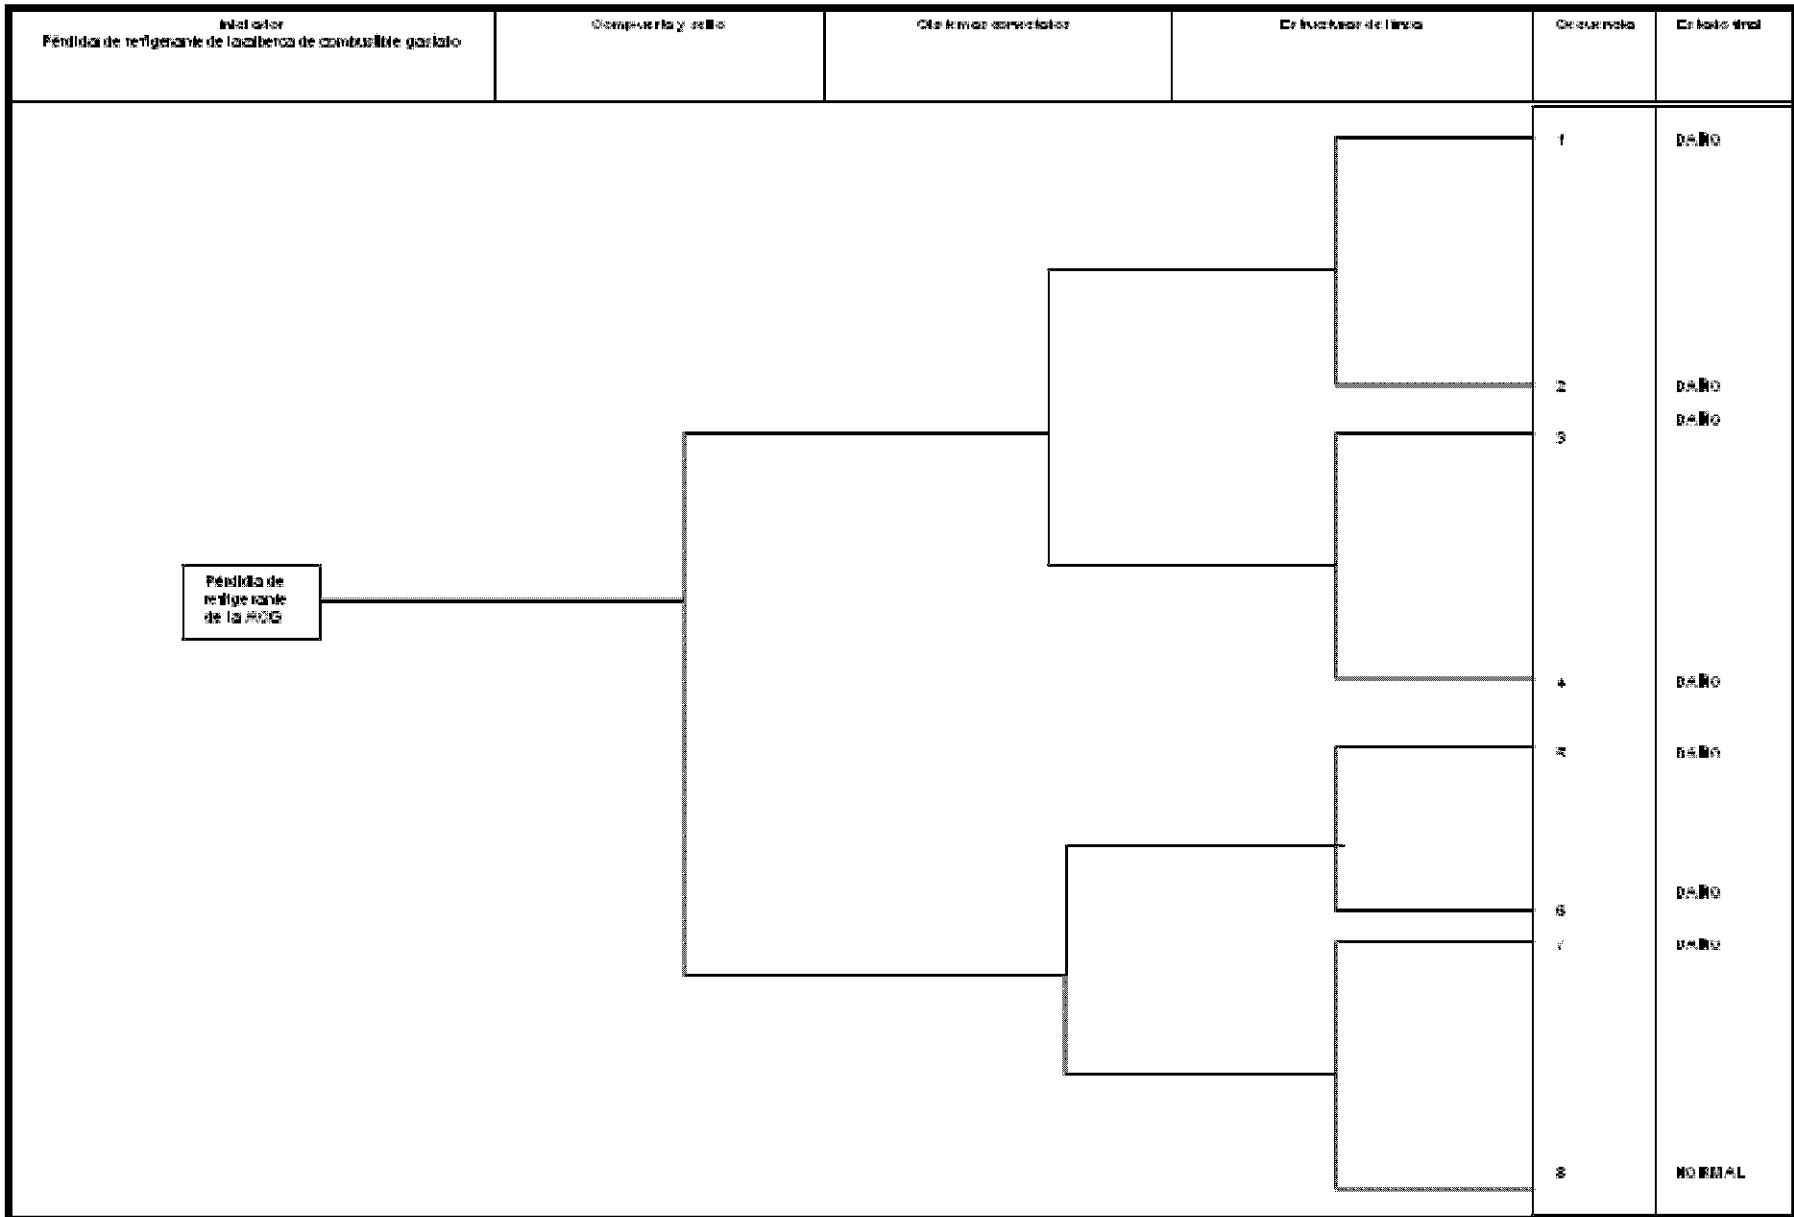 Iniciador
Pérdida de refrigerante de la alberca de combustible gastado
Compuerta y sello
Sistemas conectados
Estructuras de línea
Secuencia
Estado final
1
DAÑO
2
DAÑO
DAÑO
3
Pérdida de
refrigerante
de la ACG
4
DAÑO
5
DAÑO
DAÑO
6
7
DAÑO
8
NORMAL